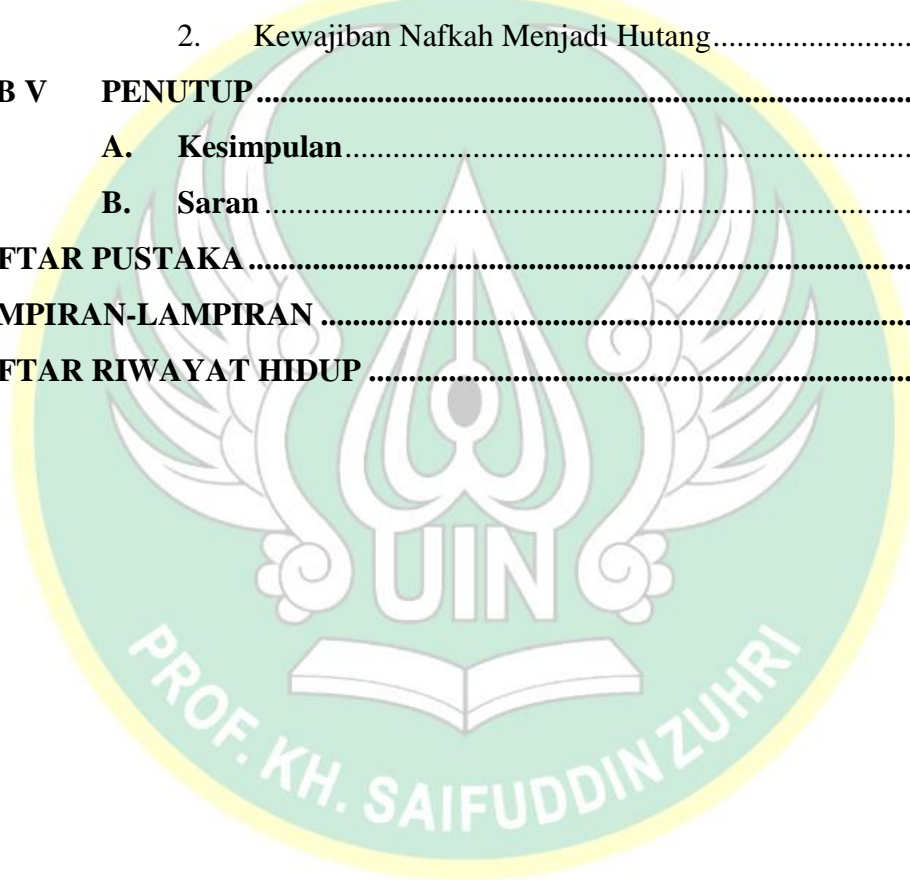 2. Kewajiban Nafkah Menjadi Hutang........................
B V PENUTUP........................................................................
A. Kesimpulan........................................................................
B. Saran........................................................................
FTAR PUSTAKA........................................................................
MPIRAN-LAMPIRAN........................................................................
FTAR RIWAYAT HIDUP........................................................................
UIN
PROF. KH. SAIFUDDIN ZUHRI